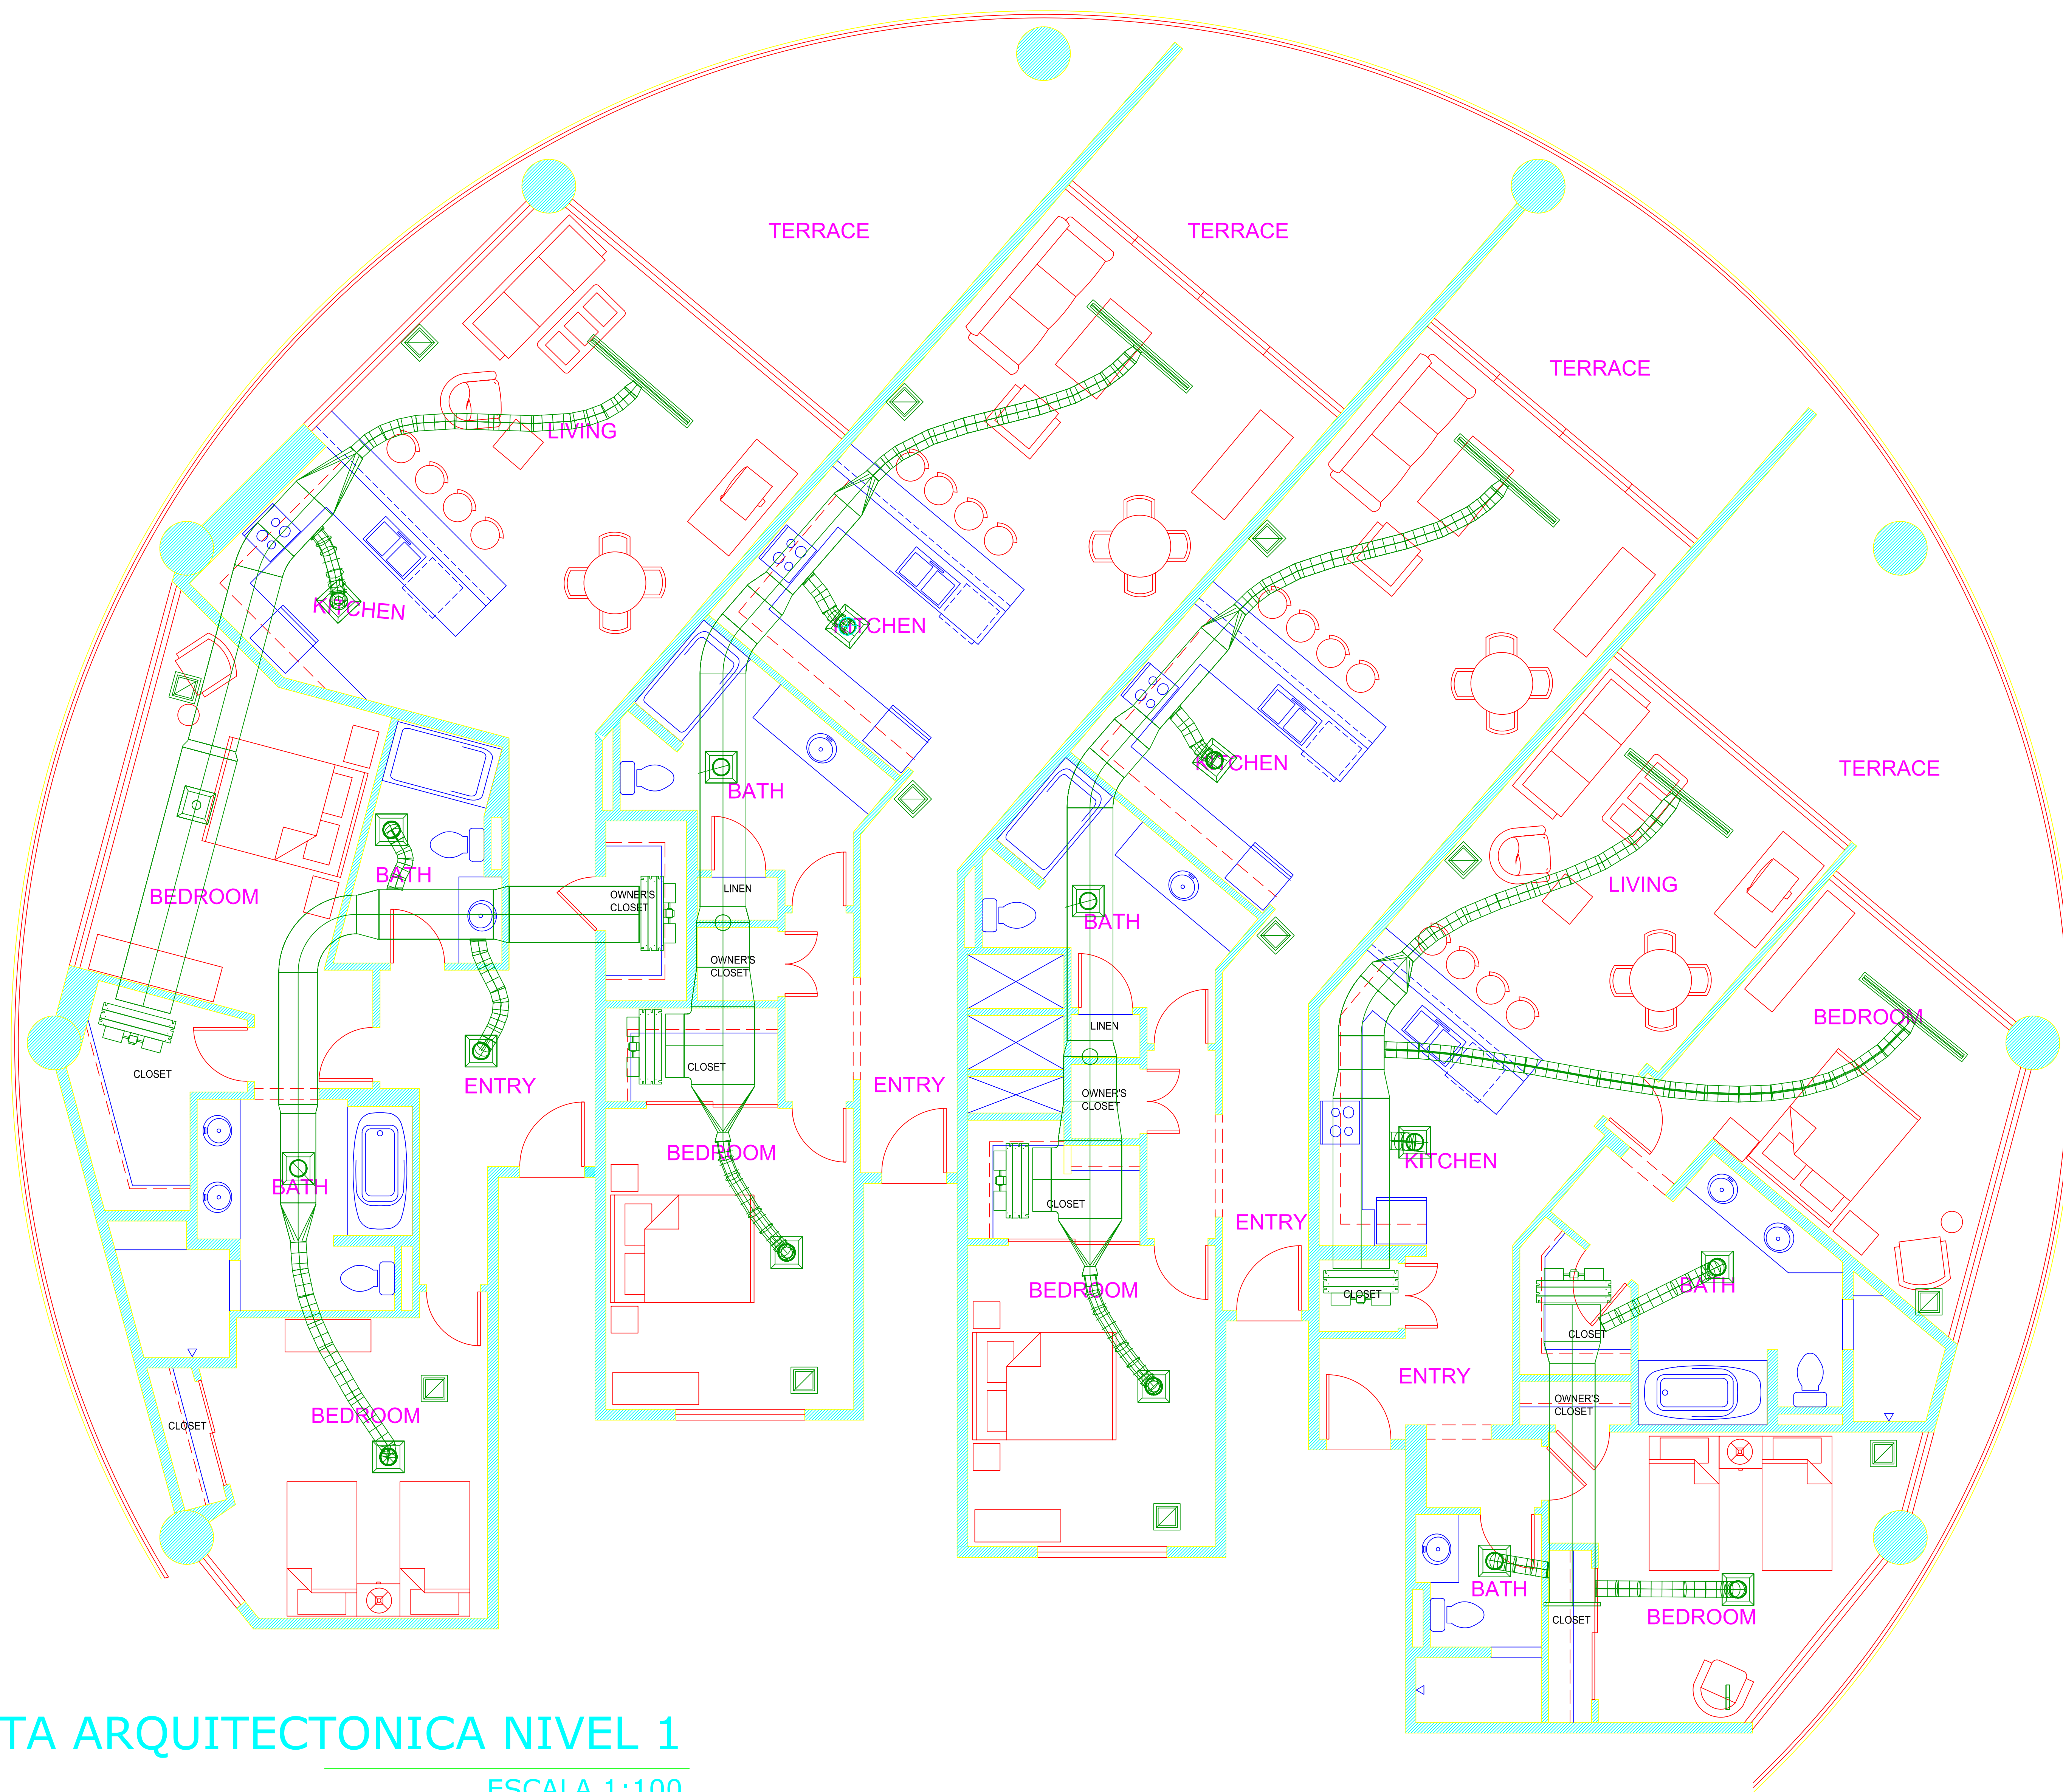 TERRACE
TERRACE
TERRACE
LIVING
KITCHEN
KITCHEN
KITCHEN
TERRACE
BATH
BATH
LIVING
BEDROOM
LINEN
OWNER'S
CLOSET
BATH
OWNER'S
CLOSET
BEDROOM
LINEN
CLOSET
ENTRY
CLOSET
ENTRY
OWNER'S
CLOSET
BEDROOM
KITCHEN
BATH
CLOSET
ENTRY
BEDROOM
BATH
CLOSET
CLOSET
ENTRY
OWNER'S
CLOSET
BEDROOM
CLOSET
BATH
CLOSET
BEDROOM
TA ARQUITECTONICA NIVEL 1
ESCALA 1:100